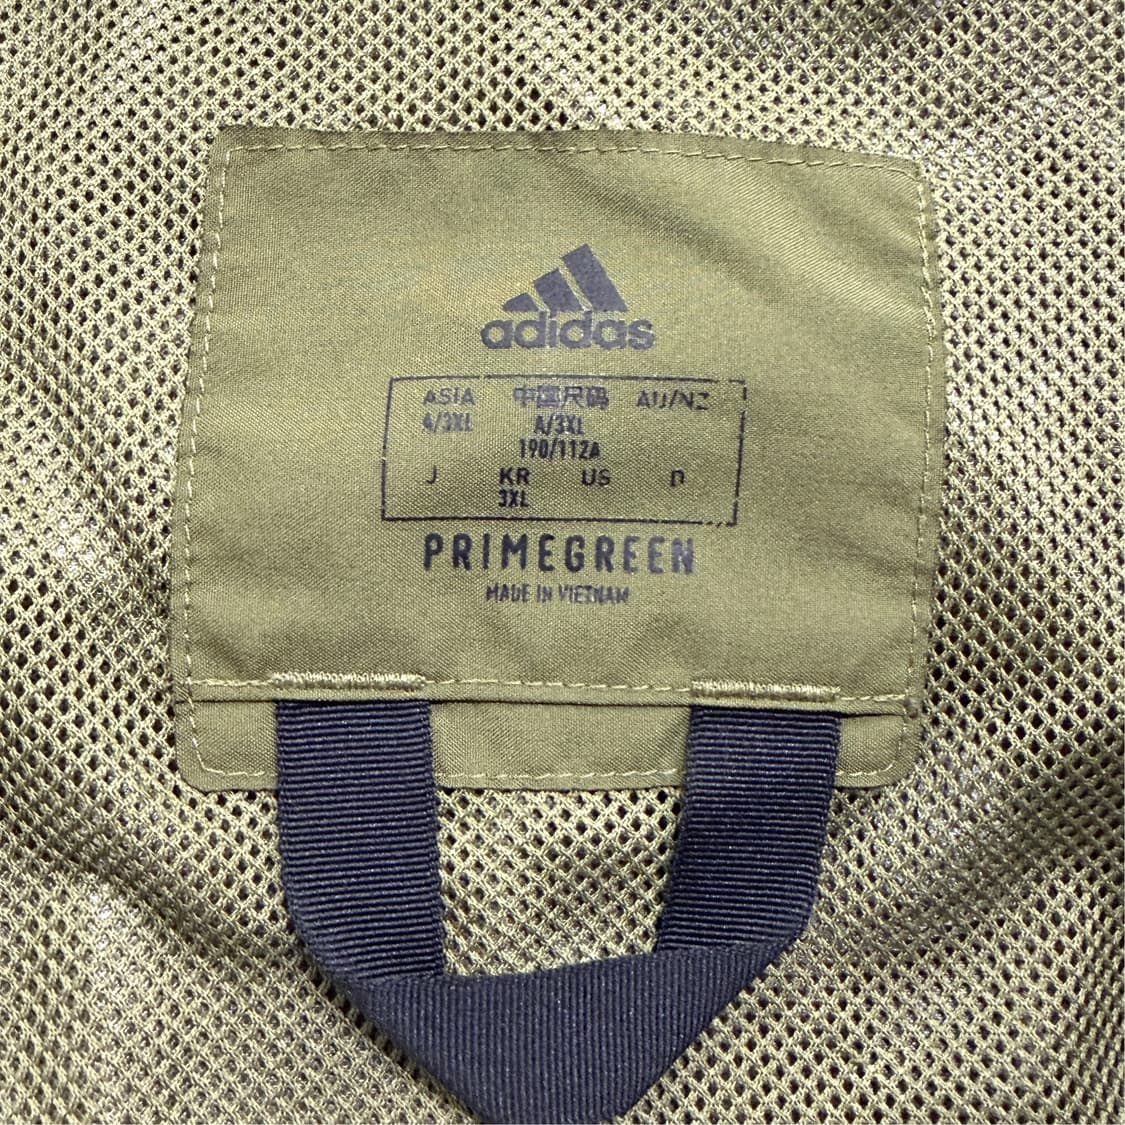 adidas
ASIA 中国尺码 AU/NZ
4/3XL A/3XL
190/112A
J KR US D
3XL
PRIMEGREEN
MADE IN VIETNAM